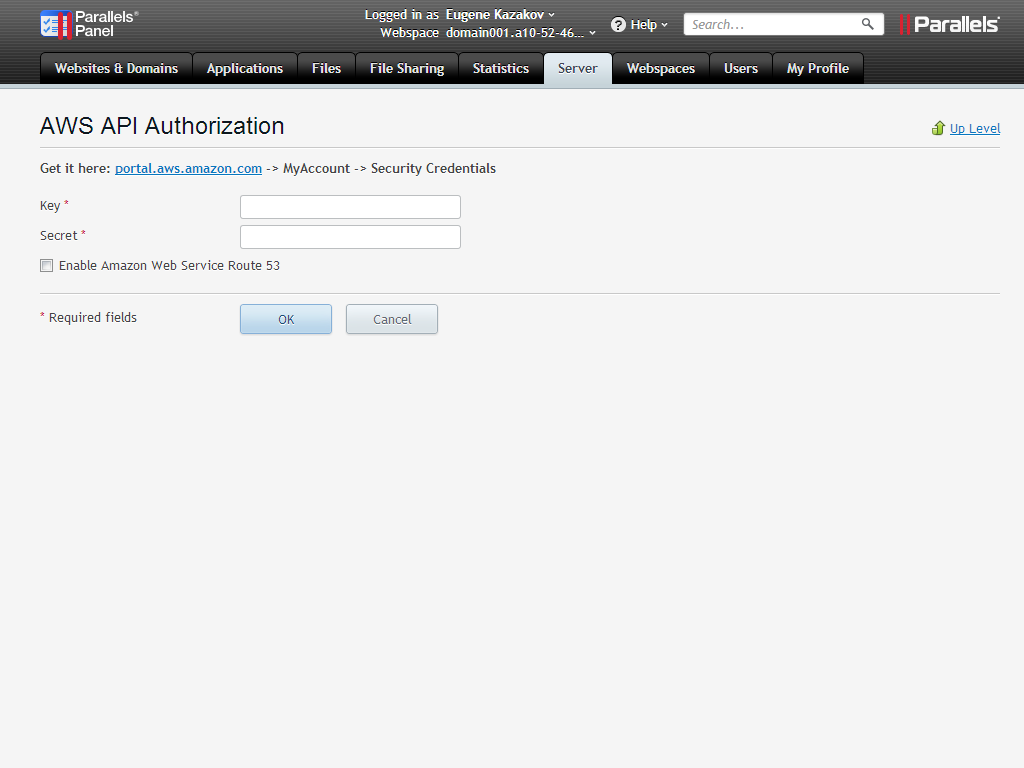 Parallels®
Panel
Logged in as Eugene Kazakov
Webspace domain001.a10-52-46...
Help
Search...
Parallels®
Websites & Domains
Applications
Files
File Sharing
Statistics
Server
Webspaces
Users
My Profile
AWS API Authorization
Up Level
Get it here: portal.aws.amazon.com -> MyAccount -> Security Credentials
Key *
Secret *
Enable Amazon Web Service Route 53
* Required fields
OK
Cancel